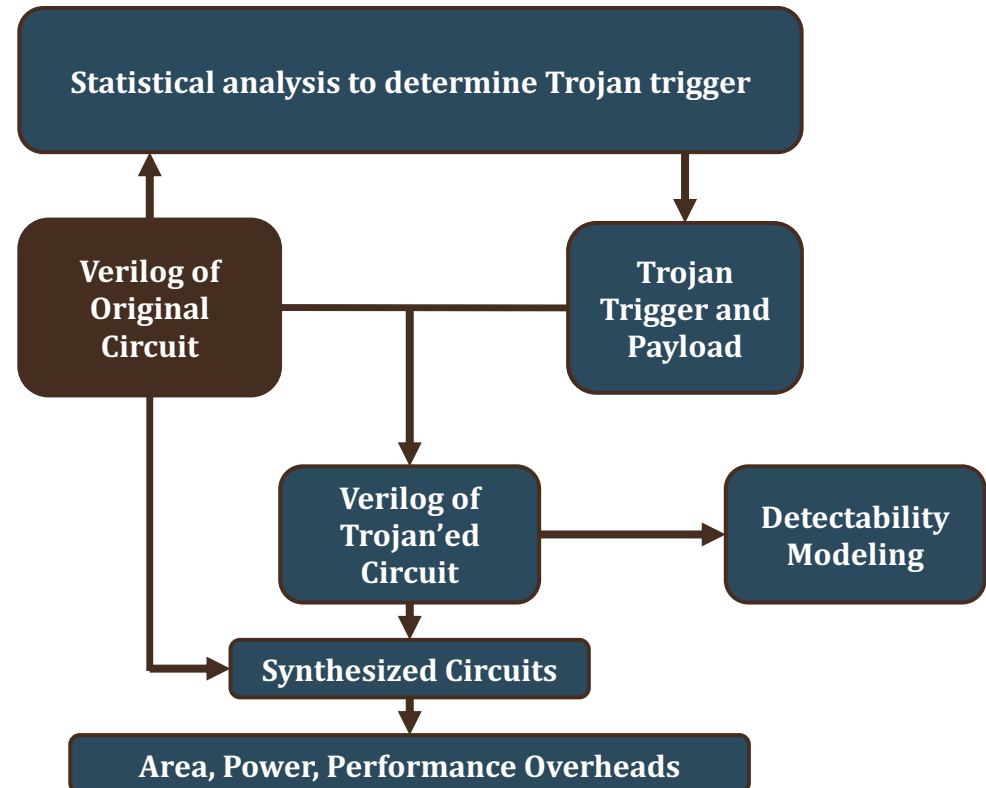 Statistical analysis to determine Trojan trigger
Verilog of
Original
Circuit
Trojan
Trigger and
Payload
Verilog of
Trojan’ed
Circuit
Detectability
Modeling
Synthesized Circuits
Area, Power, Performance Overheads